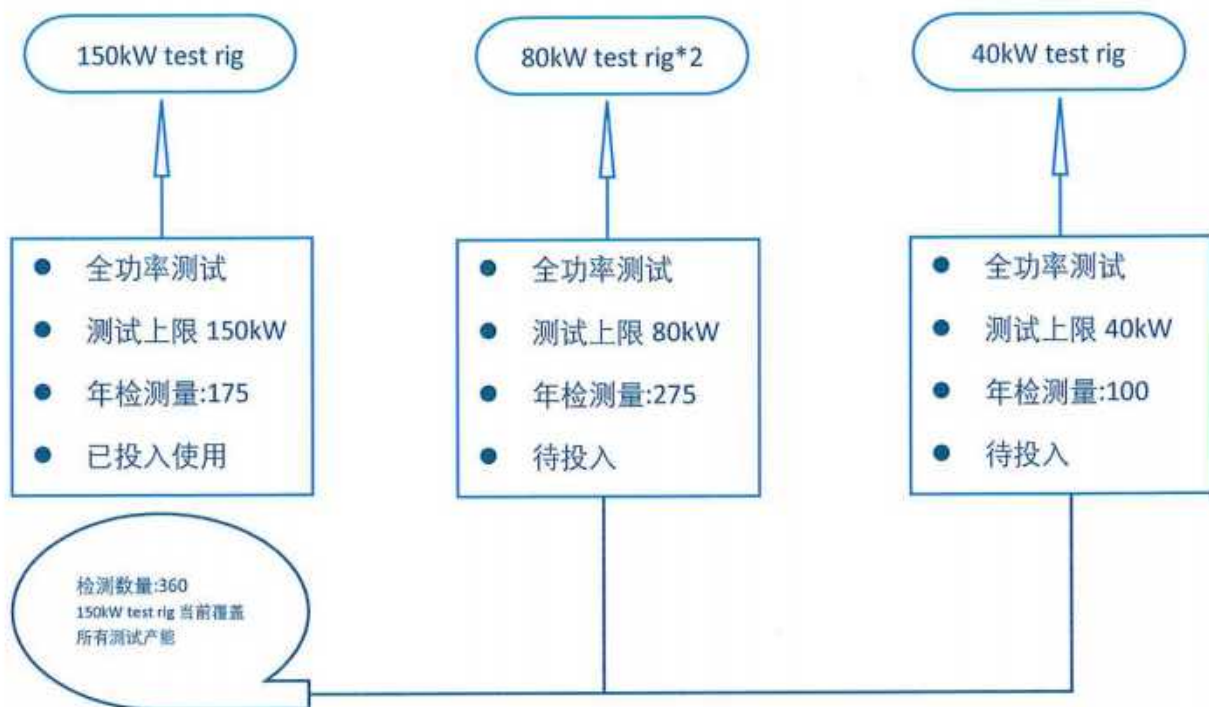 150kW test rig
80kW test rig*2
40kW test rig
全功率测试
测试上限 150kW
年检测量:175
已投入使用
全功率测试
测试上限 80kW
年检测量:275
待投入
全功率测试
测试上限 40kW
年检测量:100
待投入
检测数量:360
150kW test rig 当前覆盖
所有测试产能